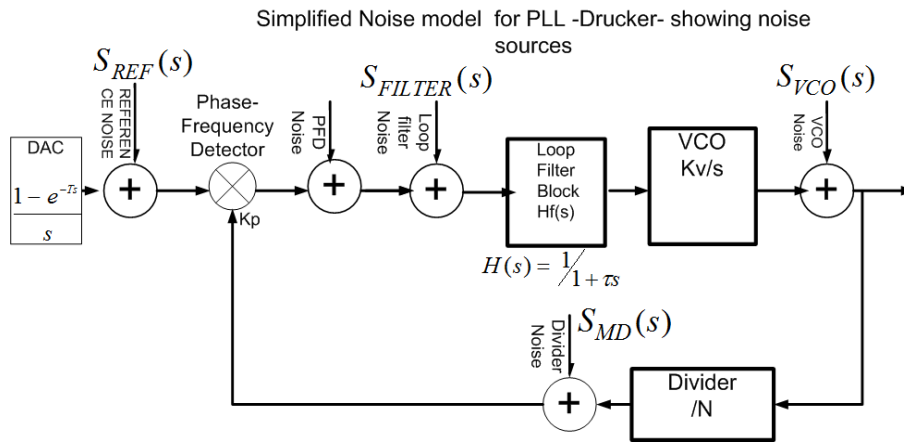 Simplified Noise model for PLL -Drucker- showing noise
sources
S_REF(s)
REFEREN
CE NOISE
Phase-
Frequency
Detector
Kp
PFD
Noise
S_FILTER(s)
Loop
filter
Noise
S_VCO(s)
VCO
Noise
DAC
1 - e^{-Ts}
s
+
+
+
Loop
Filter
Block
Hf(s)
H(s) = 1/1+τs
VCO
Kv/s
+
S_MD(s)
Divider
Noise
+
Divider
/N